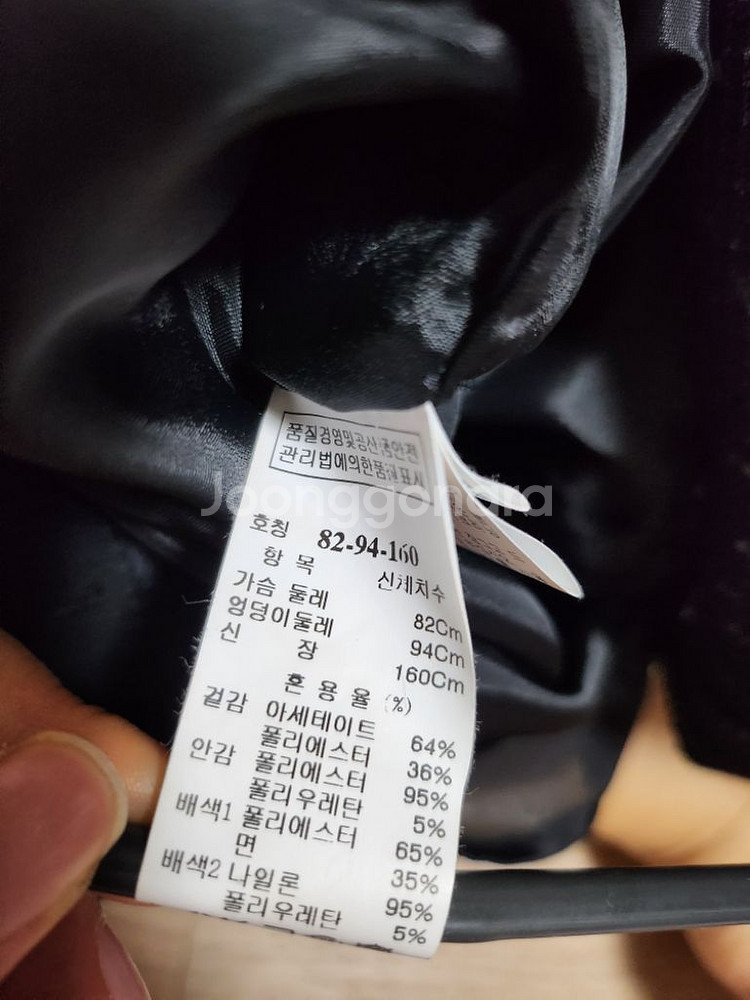 품질경영및공산품안전
관리법에의한품질표시
Joonggonara
호칭 82-94-160
항목 신체치수
가슴둘레 82Cm
엉덩이둘레 94Cm
신장 160Cm
혼용율 (%)
겉감 아세테이트 64%
폴리에스터 36%
안감 폴리에스터 95%
폴리우레탄 5%
배색1 폴리에스터 65%
면 35%
배색2 나일론 95%
폴리우레탄 5%